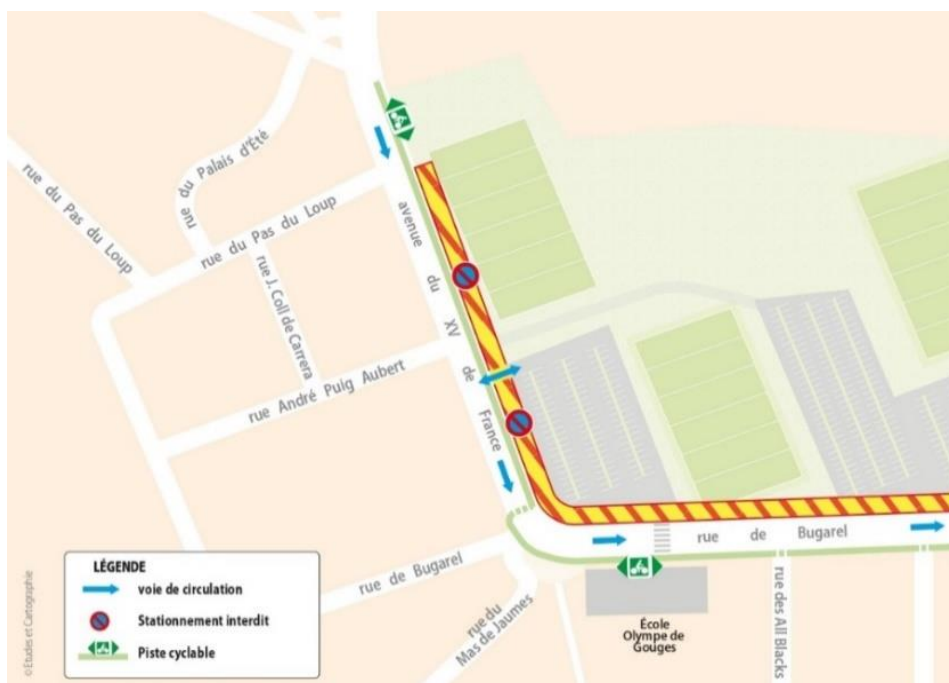 rue du Palais d'Été
rue du Pas du Loup
rue du Pas du Loup
rue J. Coll de Carrera
avenue du XV de France
rue André Puig Aubert
rue de Bugarel
rue de Bugarel
rue du
Mas de Jaumes
rue des All Blacks
École
Olympe de
Gouges
LÉGENDE
voie de circulation
Stationnement interdit
Piste cyclable
© Etudes et Cartographie